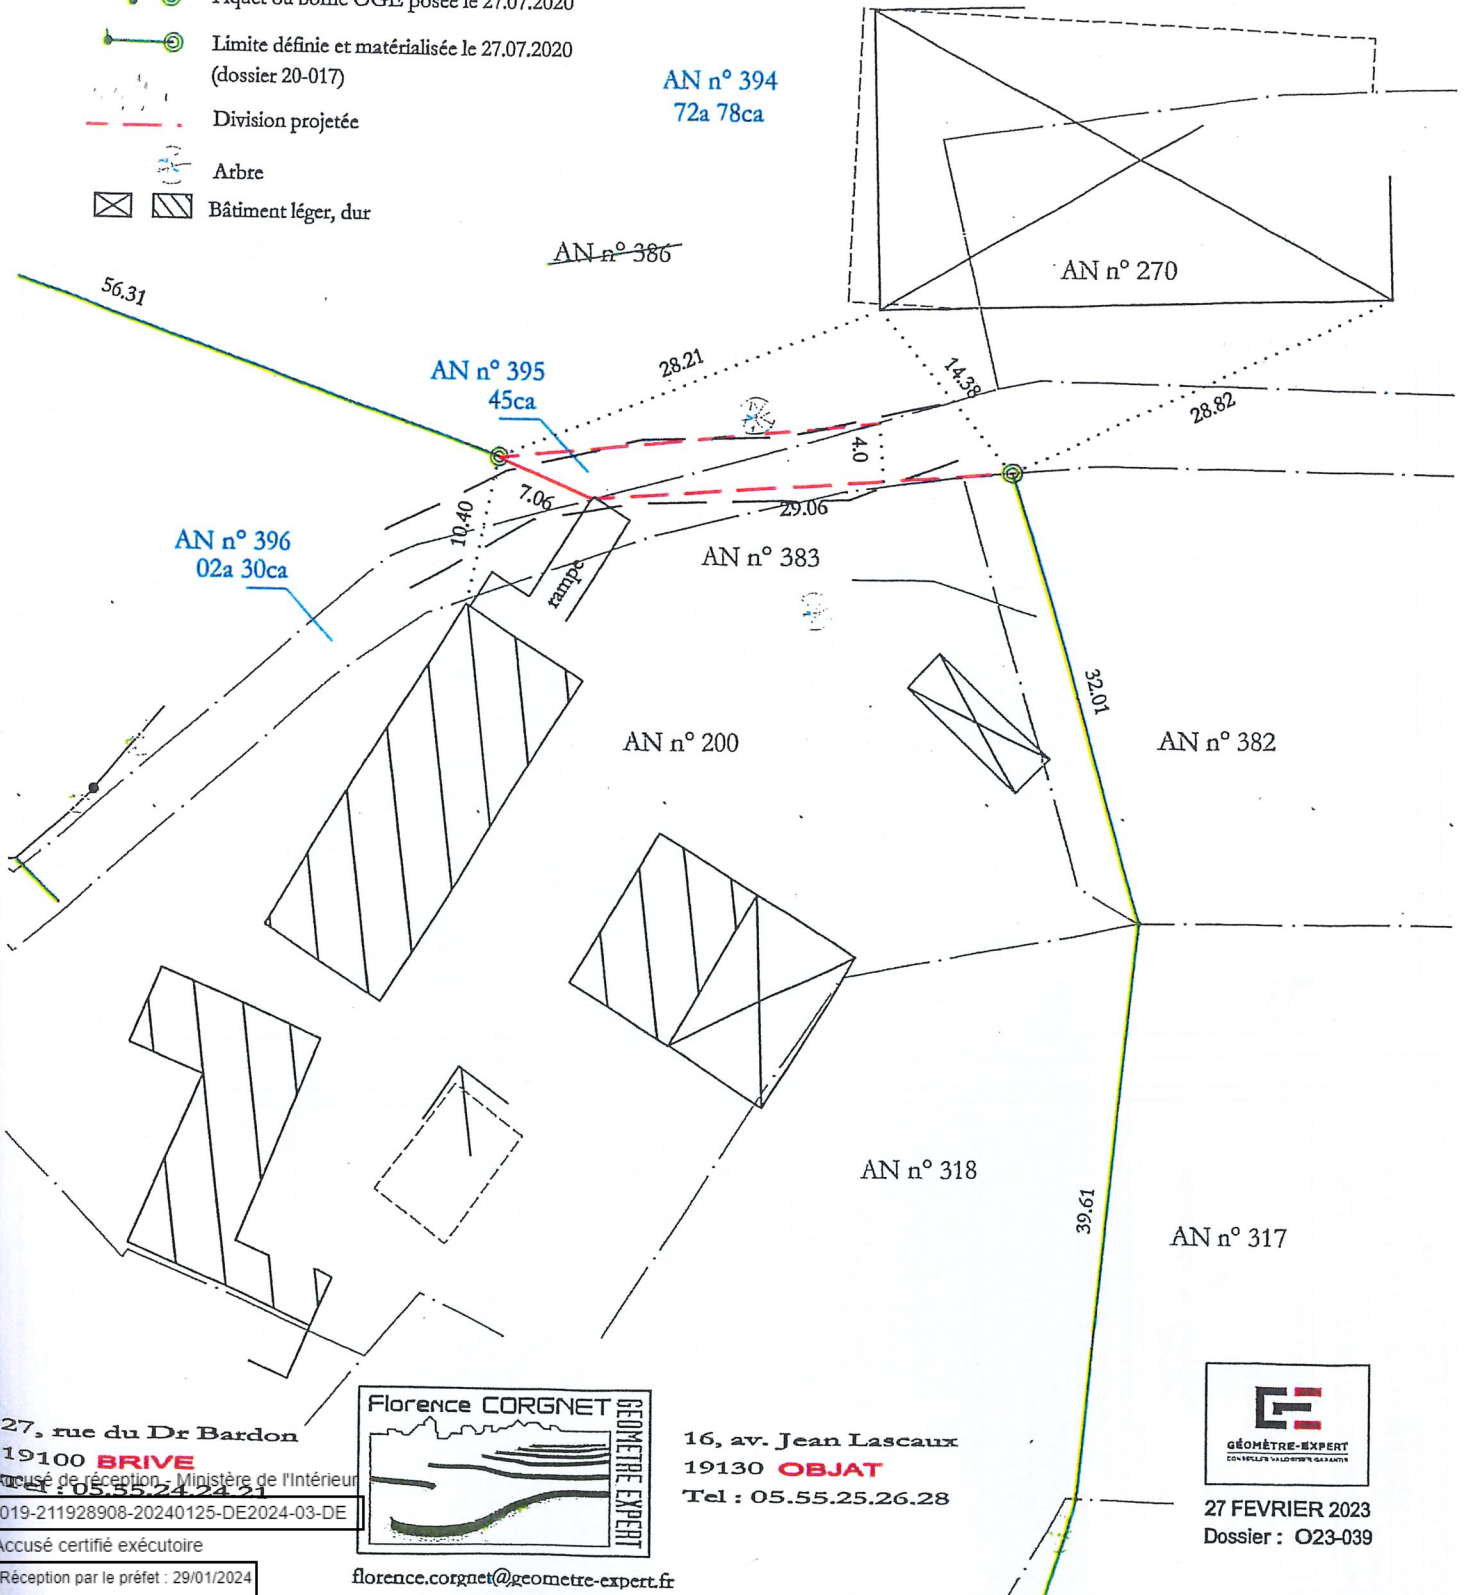 posée le 27.07.2020
Limite définie et matérialisée le 27.07.2020
(dossier 20-017)
Division projetée
Arbre
Bâtiment léger, dur
AN n° 394
72a 78ca
AN n° 386
AN n° 270
56.31
28.21
14.38
28.82
AN n° 395
45ca
4.0
7.06
10.40
29.06
AN n° 396
02a 30ca
AN n° 383
rampe
32.01
AN n° 200
AN n° 382
AN n° 318
39.61
AN n° 317
27, rue du Dr Bardon
19100 BRIVE
Tel : 05.55.24.24.21
Accusé de réception - Ministère de l'Intérieur
019-211928908-20240125-DE2024-03-DE
Accusé certifié exécutoire
Réception par le préfet : 29/01/2024
Florence CORGNET
GEOMETRE EXPERT
florence.corgnet@geometre-expert.fr
16, av. Jean Lascaux
19130 OBJAT
Tel : 05.55.25.26.28
GE
GÉOMÈTRE-EXPERT
CONSEILLER VALORISER GARANTIR
27 FEVRIER 2023
Dossier : O23-039